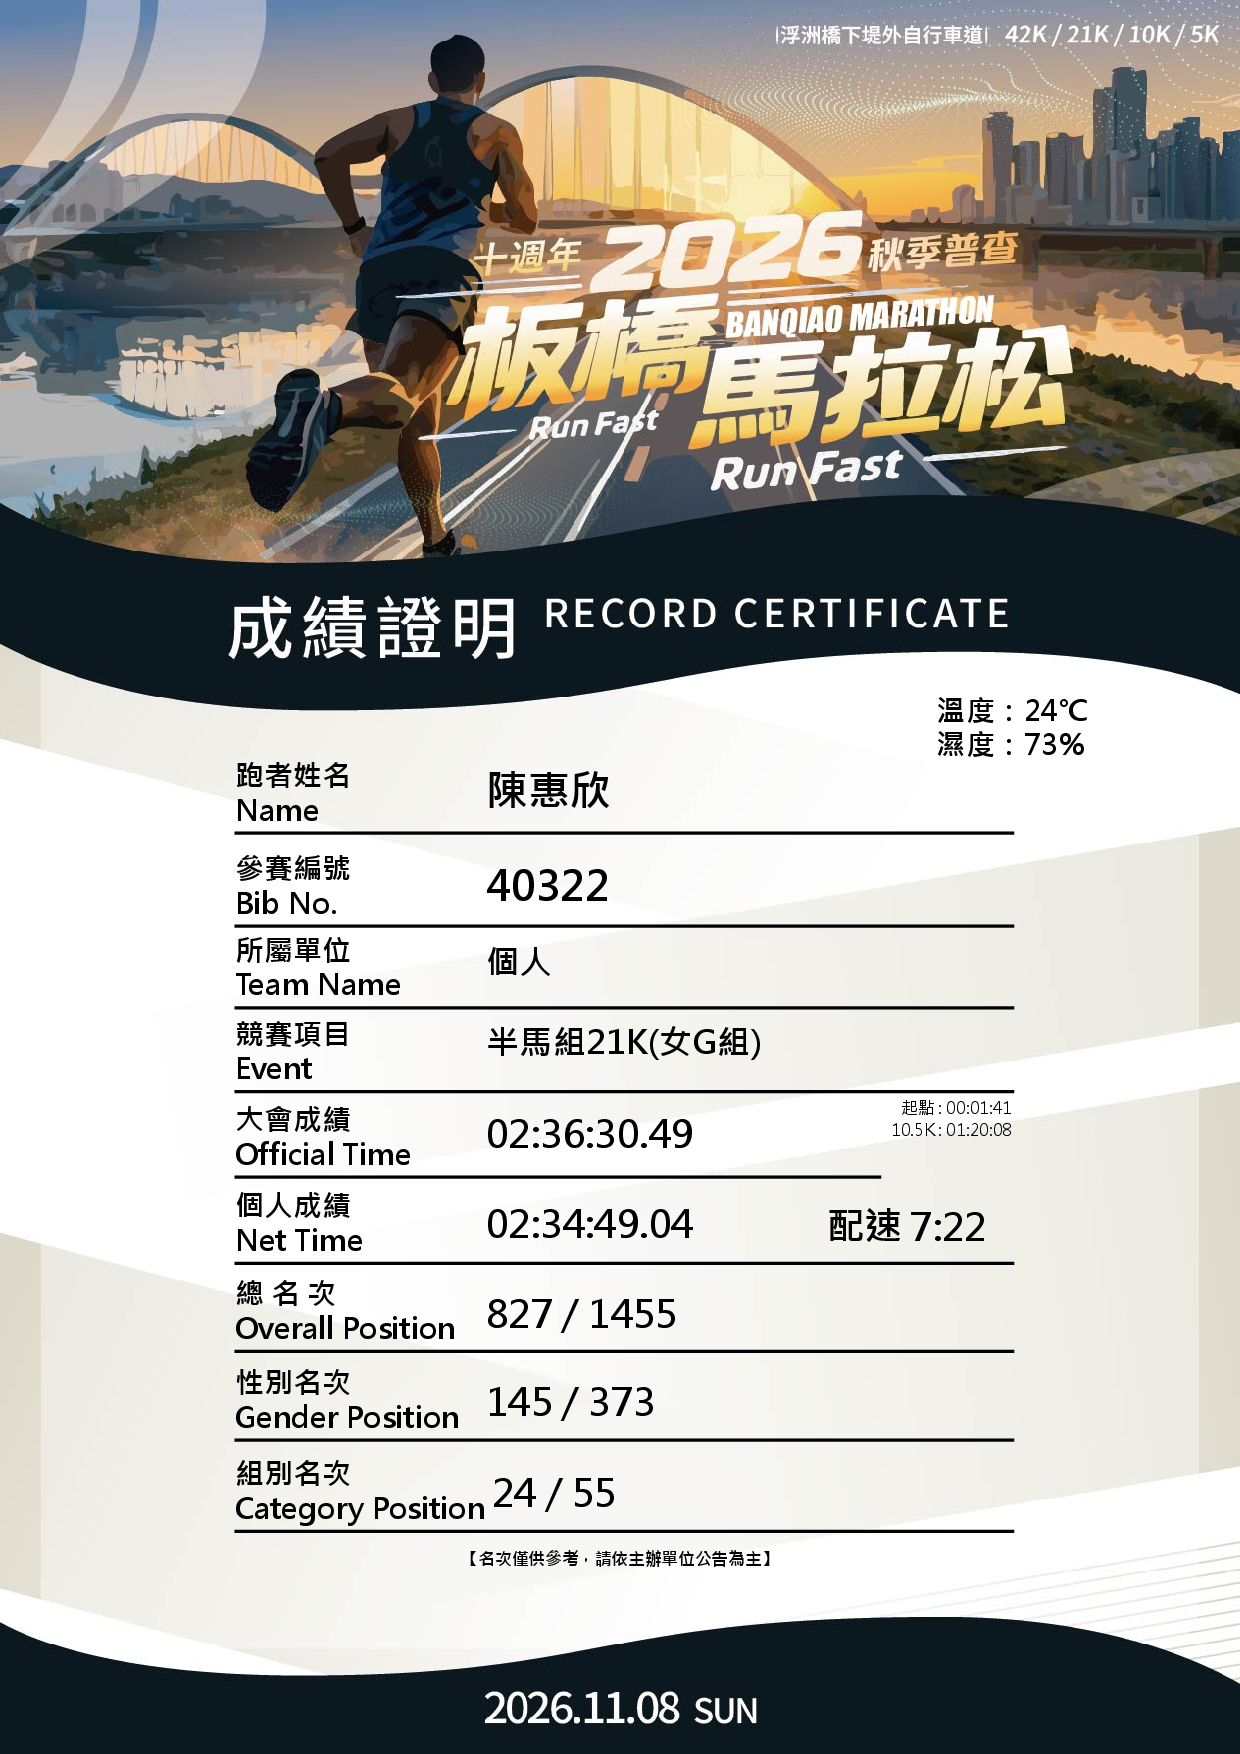 |浮洲橋下堤外自行車道| 42K / 21K / 10K / 5K
十週年 2026 秋季普查
板橋 BANQIAO MARATHON
馬拉松
Run Fast
Run Fast
成績證明 RECORD CERTIFICATE
溫度：24℃
濕度：73%
跑者姓名
Name
陳惠欣
參賽編號
Bib No.
40322
所屬單位
Team Name
個人
競賽項目
Event
半馬組21K(女G組)
大會成績
Official Time
02:36:30.49
起點: 00:01:41
10.5K: 01:20:08
個人成績
Net Time
02:34:49.04
配速 7:22
總 名 次
Overall Position
827 / 1455
性別名次
Gender Position
145 / 373
組別名次
Category Position
24 / 55
【名次僅供參考，請依主辦單位公告為主】
2026.11.08 SUN